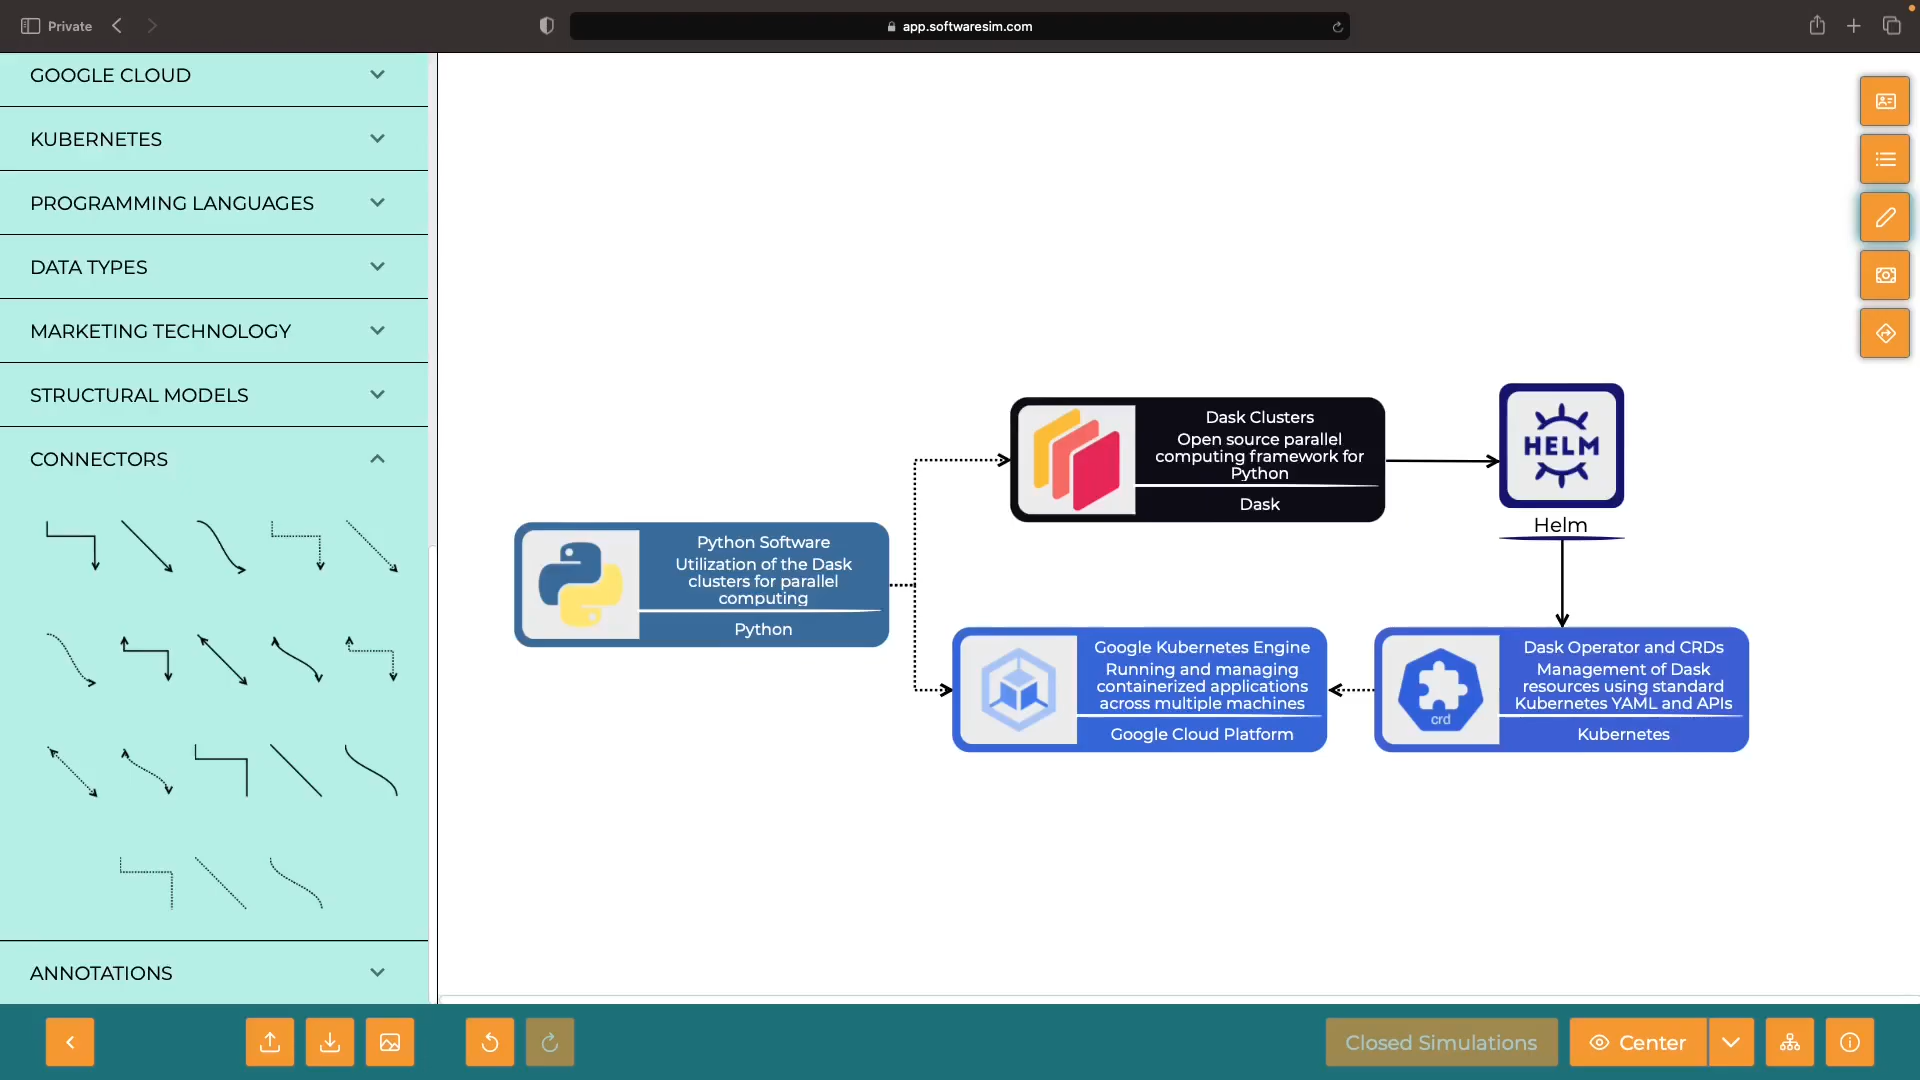 Private
app.softwaresim.com
GOOGLE CLOUD
KUBERNETES
PROGRAMMING LANGUAGES
DATA TYPES
MARKETING TECHNOLOGY
STRUCTURAL MODELS
CONNECTORS
ANNOTATIONS
Dask Clusters
Open source parallel
computing framework for
Python
Dask
HELM
Helm
Python Software
Utilization of the Dask
clusters for parallel
computing
Python
Google Kubernetes Engine
Running and managing
containerized applications
across multiple machines
Google Cloud Platform
crd
Dask Operator and CRDs
Management of Dask
resources using standard
Kubernetes YAML and APIs
Kubernetes
Closed Simulations
Center